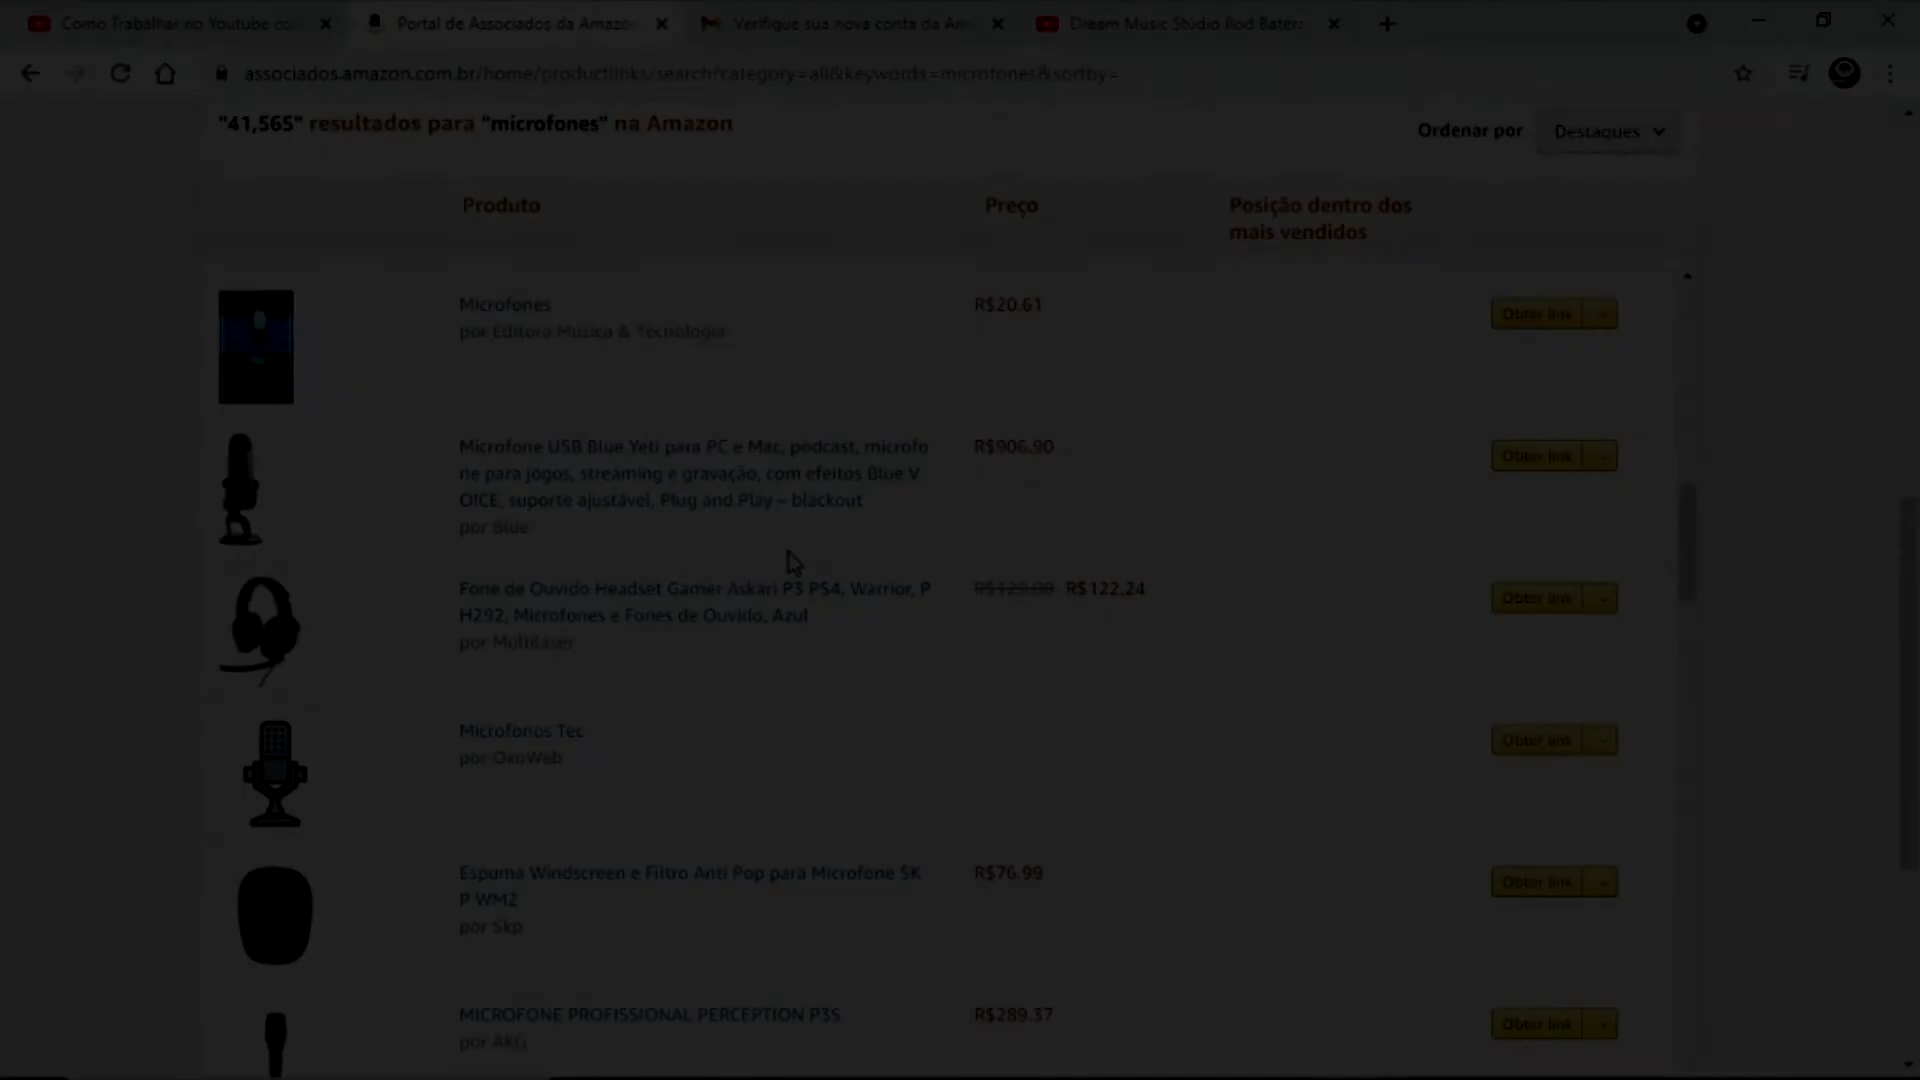 Como Trabalhar no Youtube co
Portal de Associados da Amazo
Verifique sua nova conta da Am
Dream Music Stúdio Rod Batera
associados.amazon.com.br/home/productlinks/search?category=all&keywords=microfones&sortby=
"41,565" resultados para "microfones" na Amazon
Ordenar por
Destaques
Produto
Preço
Posição dentro dos
mais vendidos
Microfones
R$20.61
Obter link
por Editora Musica & Tecnologia
Microfone USB Blue Yeti para PC e Mac, podcast, microfo
R$906.90
Obter link
ne para jogos, streaming e gravação, com efeitos Blue V
OICE, suporte ajustável, Plug and Play – blackout
por Blue
Fone de Ouvido Headset Gamer Askari P3 PS4, Warrior, P
R$122.24
Obter link
H292, Microfones e Fones de Ouvido, Azul
por Multilaser
Microfonos Tec
Obter link
por OxoWeb
Espuma Windscreen e Filtro Anti Pop para Microfone SK
R$76.99
Obter link
P WM2
por Skp
MICROFONE PROFISSIONAL PERCEPTION P3S
R$289.37
Obter link
por AKG